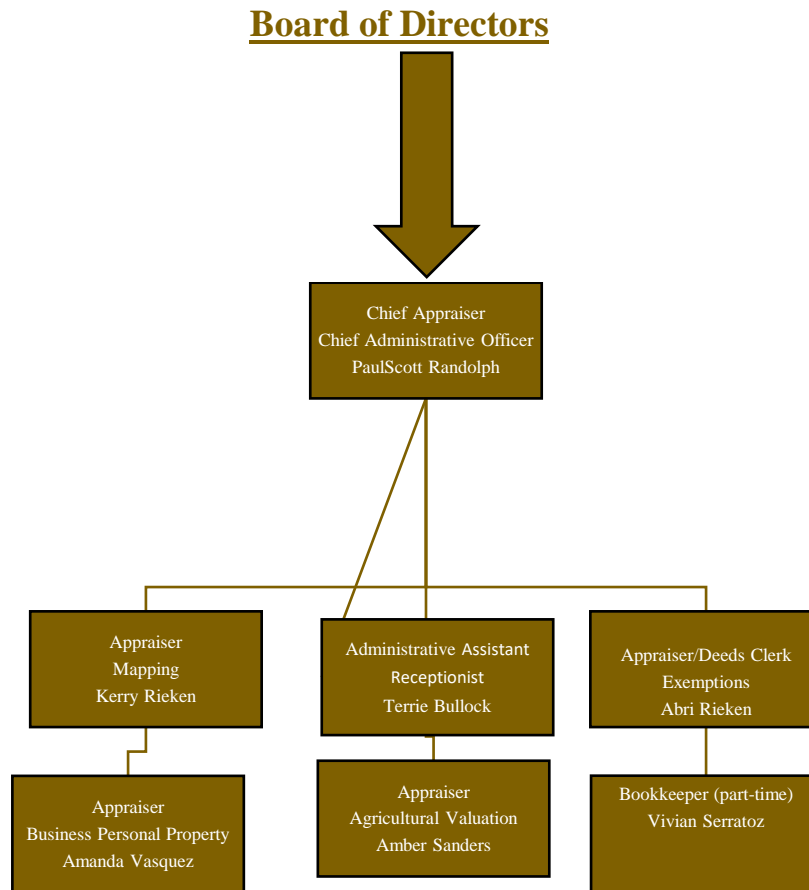 Board of Directors
Chief Appraiser
Chief Administrative Officer
PaulScott Randolph
Appraiser
Mapping
Kerry Rieken
Administrative Assistant
Receptionist
Terrie Bullock
Appraiser/Deeds Clerk
Exemptions
Abri Rieken
Appraiser
Business Personal Property
Amanda Vasquez
Appraiser
Agricultural Valuation
Amber Sanders
Bookkeeper (part-time)
Vivian Serratoz